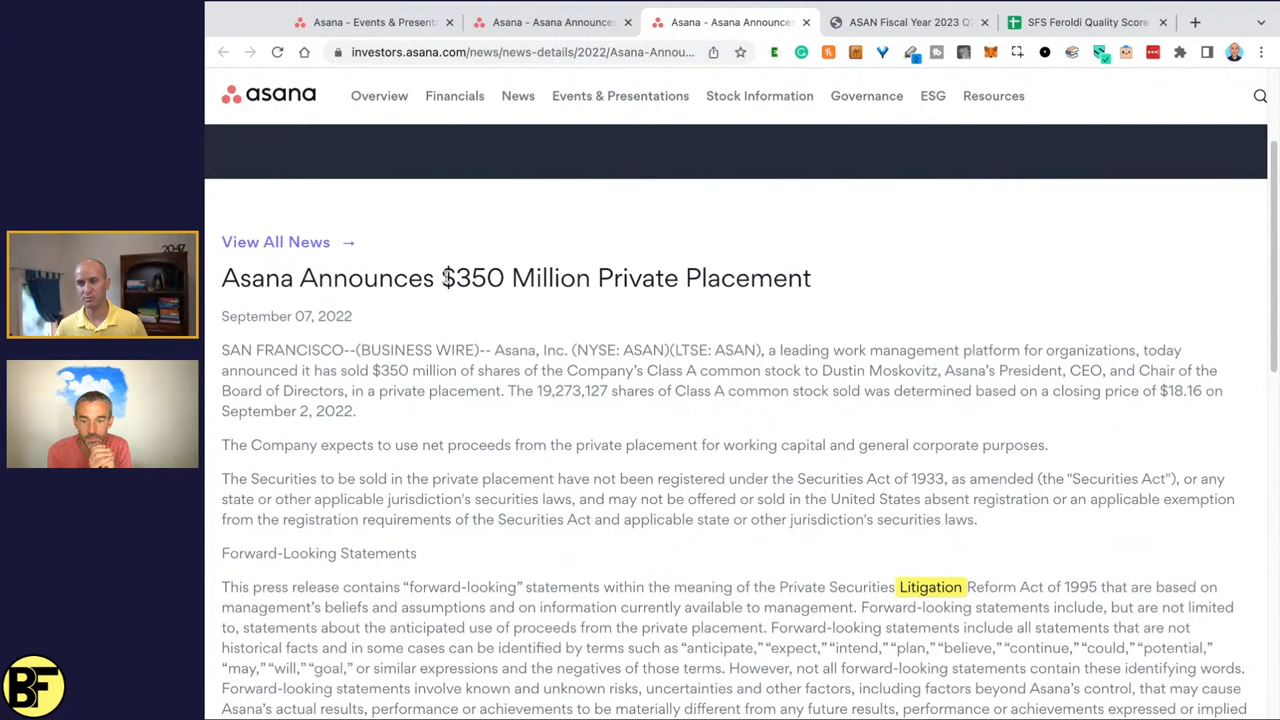 Asana - Events & Presenta
Asana - Asana Announces
Asana - Asana Announces
ASAN Fiscal Year 2023 Q2
SFS Feroldi Quality Score
investors.asana.com/news/news-details/2022/Asana-Annou...
asana
Overview
Financials
News
Events & Presentations
Stock Information
Governance
ESG
Resources
View All News →
Asana Announces $350 Million Private Placement
September 07, 2022
SAN FRANCISCO--(BUSINESS WIRE)-- Asana, Inc. (NYSE: ASAN)(LTSE: ASAN), a leading work management platform for organizations, today
announced it has sold $350 million of shares of the Company's Class A common stock to Dustin Moskovitz, Asana's President, CEO, and Chair of the
Board of Directors, in a private placement. The 19,273,127 shares of Class A common stock sold was determined based on a closing price of $18.16 on
September 2, 2022.
The Company expects to use net proceeds from the private placement for working capital and general corporate purposes.
The Securities to be sold in the private placement have not been registered under the Securities Act of 1933, as amended (the "Securities Act"), or any
state or other applicable jurisdiction's securities laws, and may not be offered or sold in the United States absent registration or an applicable exemption
from the registration requirements of the Securities Act and applicable state or other jurisdiction's securities laws.
Forward-Looking Statements
This press release contains “forward-looking” statements within the meaning of the Private Securities Litigation Reform Act of 1995 that are based on
management's beliefs and assumptions and on information currently available to management. Forward-looking statements include, but are not limited
to, statements about the anticipated use of proceeds from the private placement. Forward-looking statements include all statements that are not
historical facts and in some cases can be identified by terms such as “anticipate,” “expect,” “intend,” “plan,” “believe,” “continue,” “could,” “potential,”
“may,” “will,” “goal,” or similar expressions and the negatives of those terms. However, not all forward-looking statements contain these identifying words.
Forward-looking statements involve known and unknown risks, uncertainties and other factors, including factors beyond Asana's control, that may cause
Asana's actual results, performance or achievements to be materially different from any future results, performance or achievements expressed or implied
BF